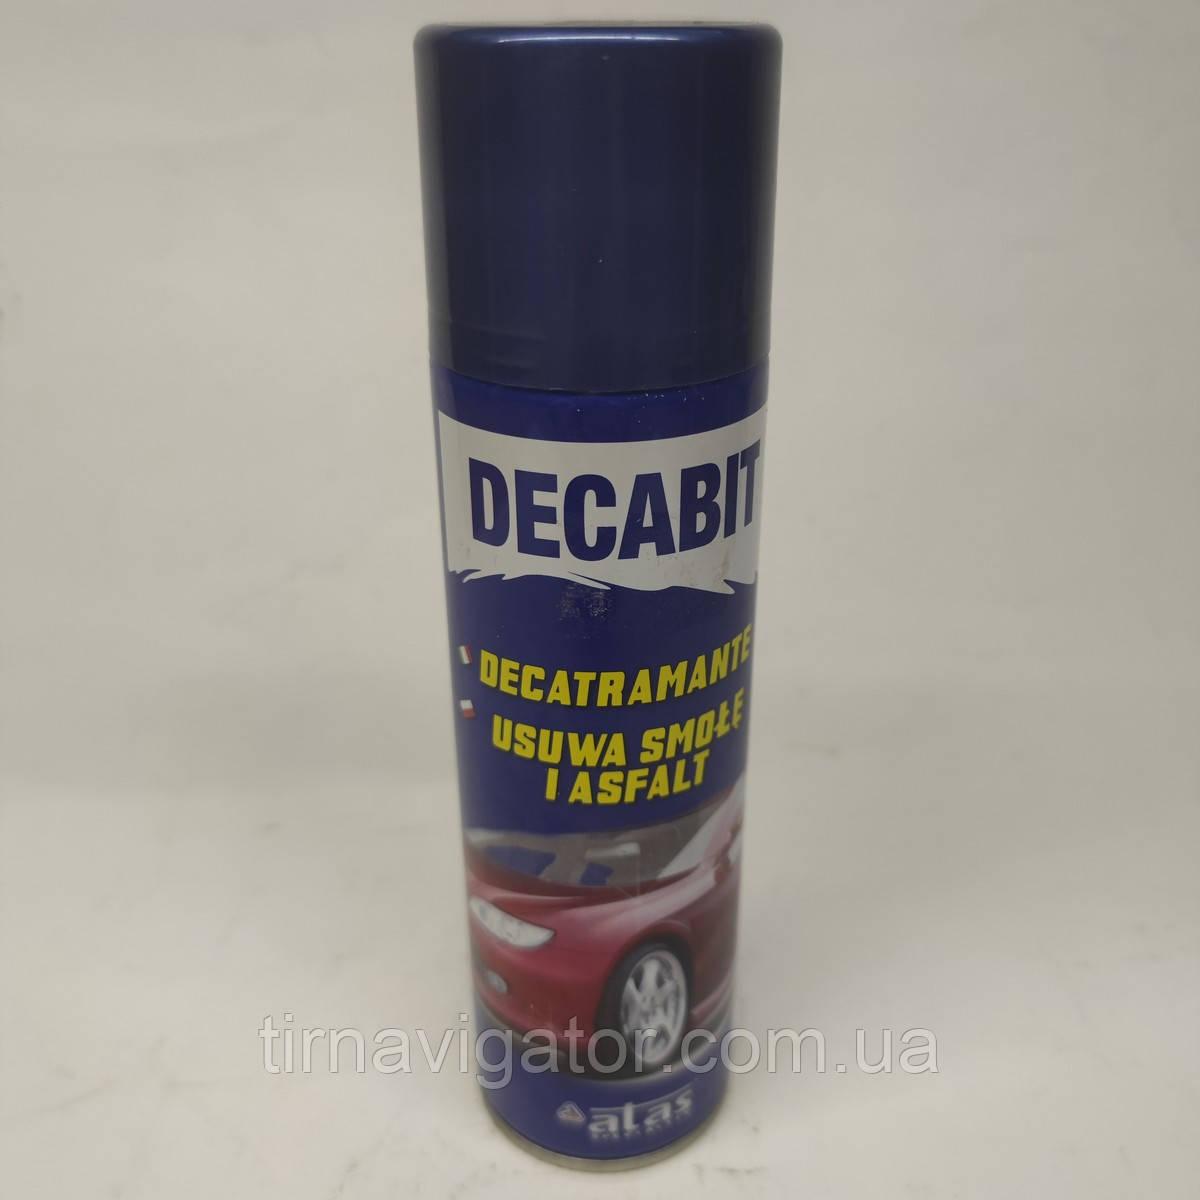 DECABIT
DECATRAMANTE
USUWA SMOŁĘ
I ASFALT
tirnavigator.com.ua
atas